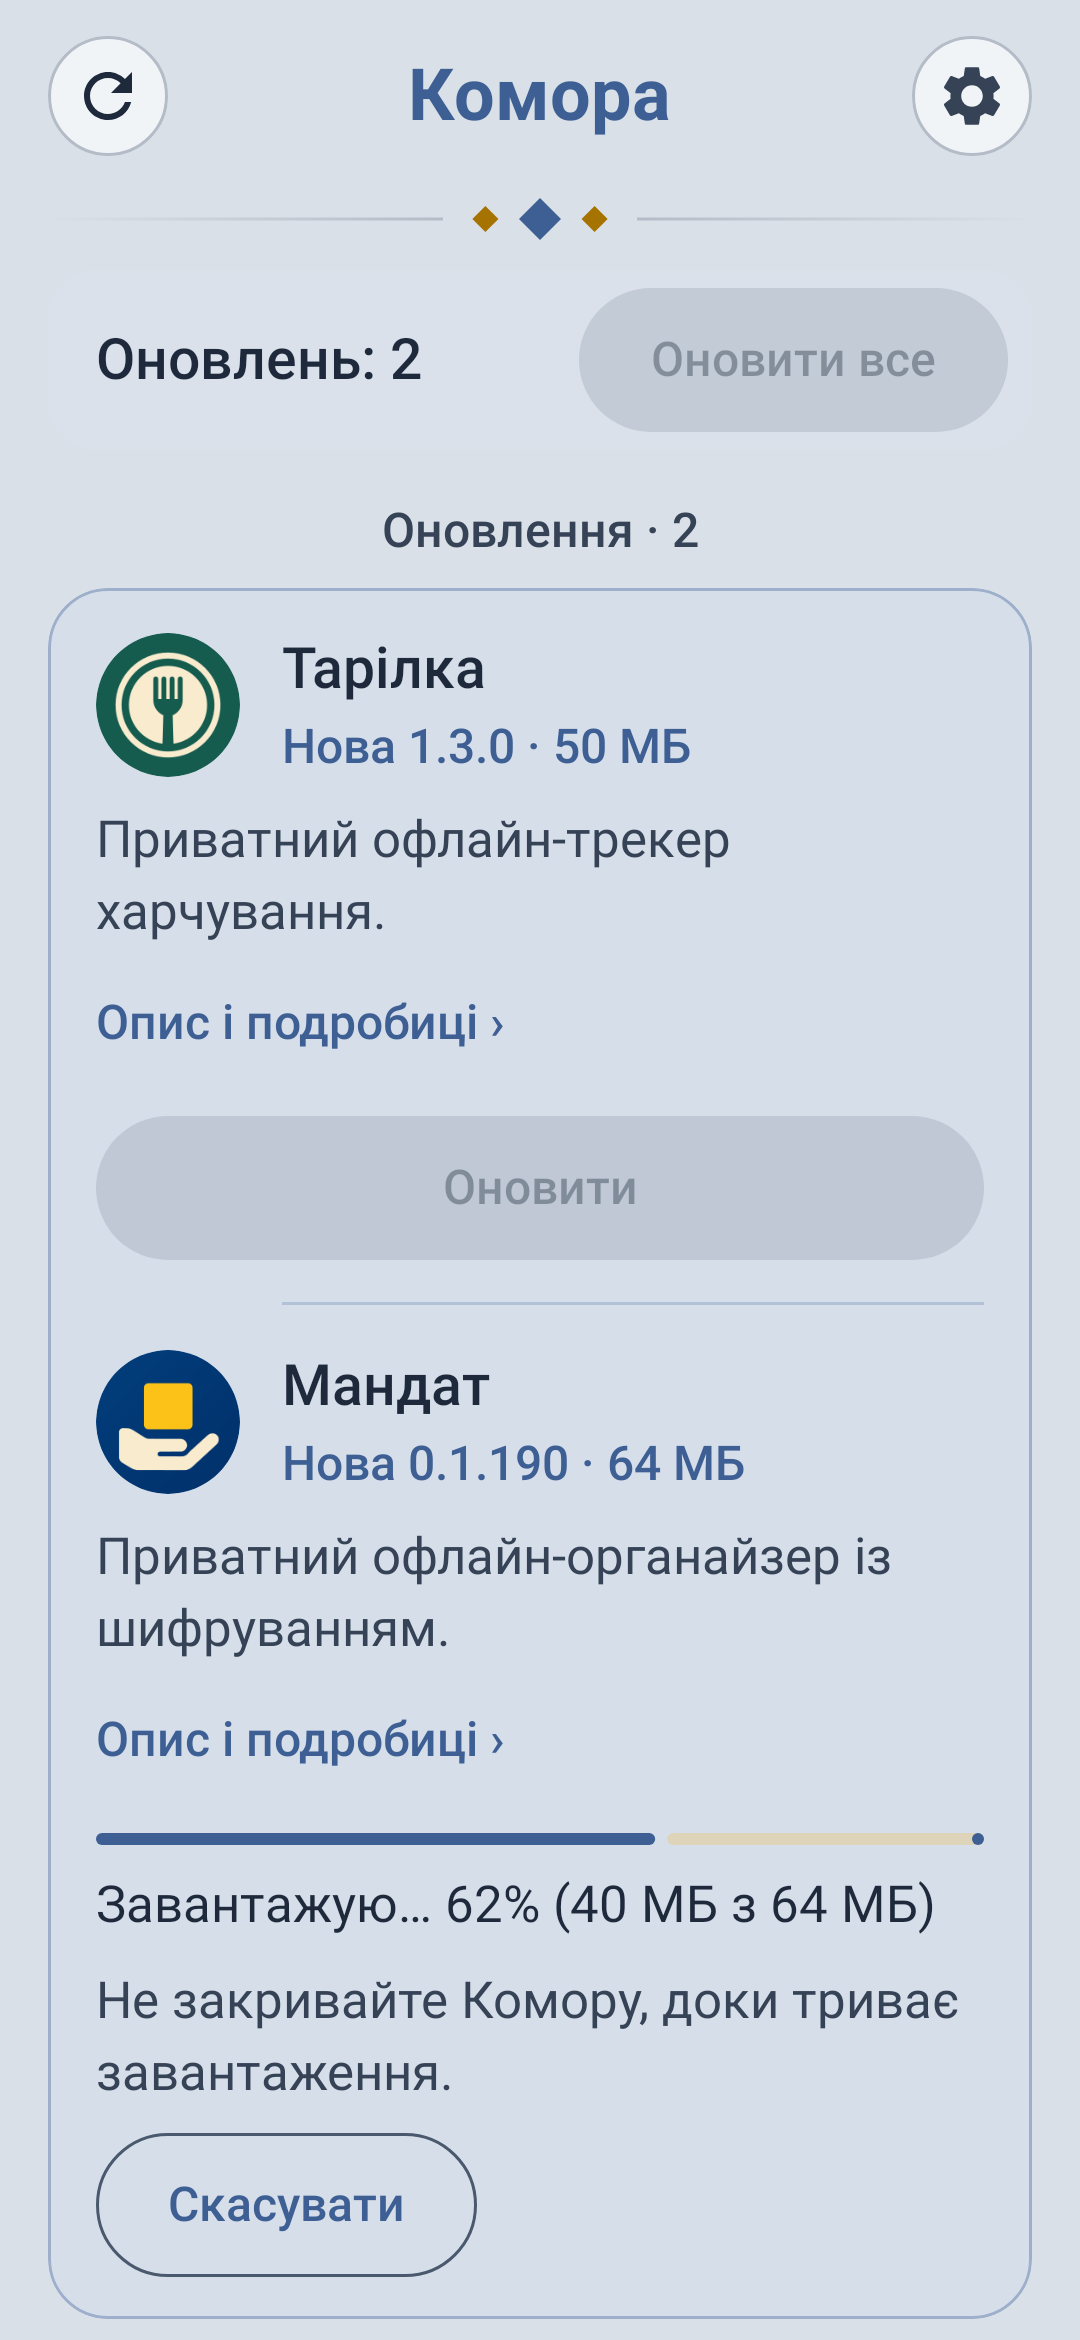 Комора
Оновлень: 2
Оновити все
Оновлення · 2
Тарілка
Нова 1.3.0 · 50 МБ
Приватний офлайн-трекер
харчування.
Опис і подробиці ›
Оновити
Мандат
Нова 0.1.190 · 64 МБ
Приватний офлайн-органайзер із
шифруванням.
Опис і подробиці ›
Завантажую… 62% (40 МБ з 64 МБ)
Не закривайте Комору, доки триває
завантаження.
Скасувати